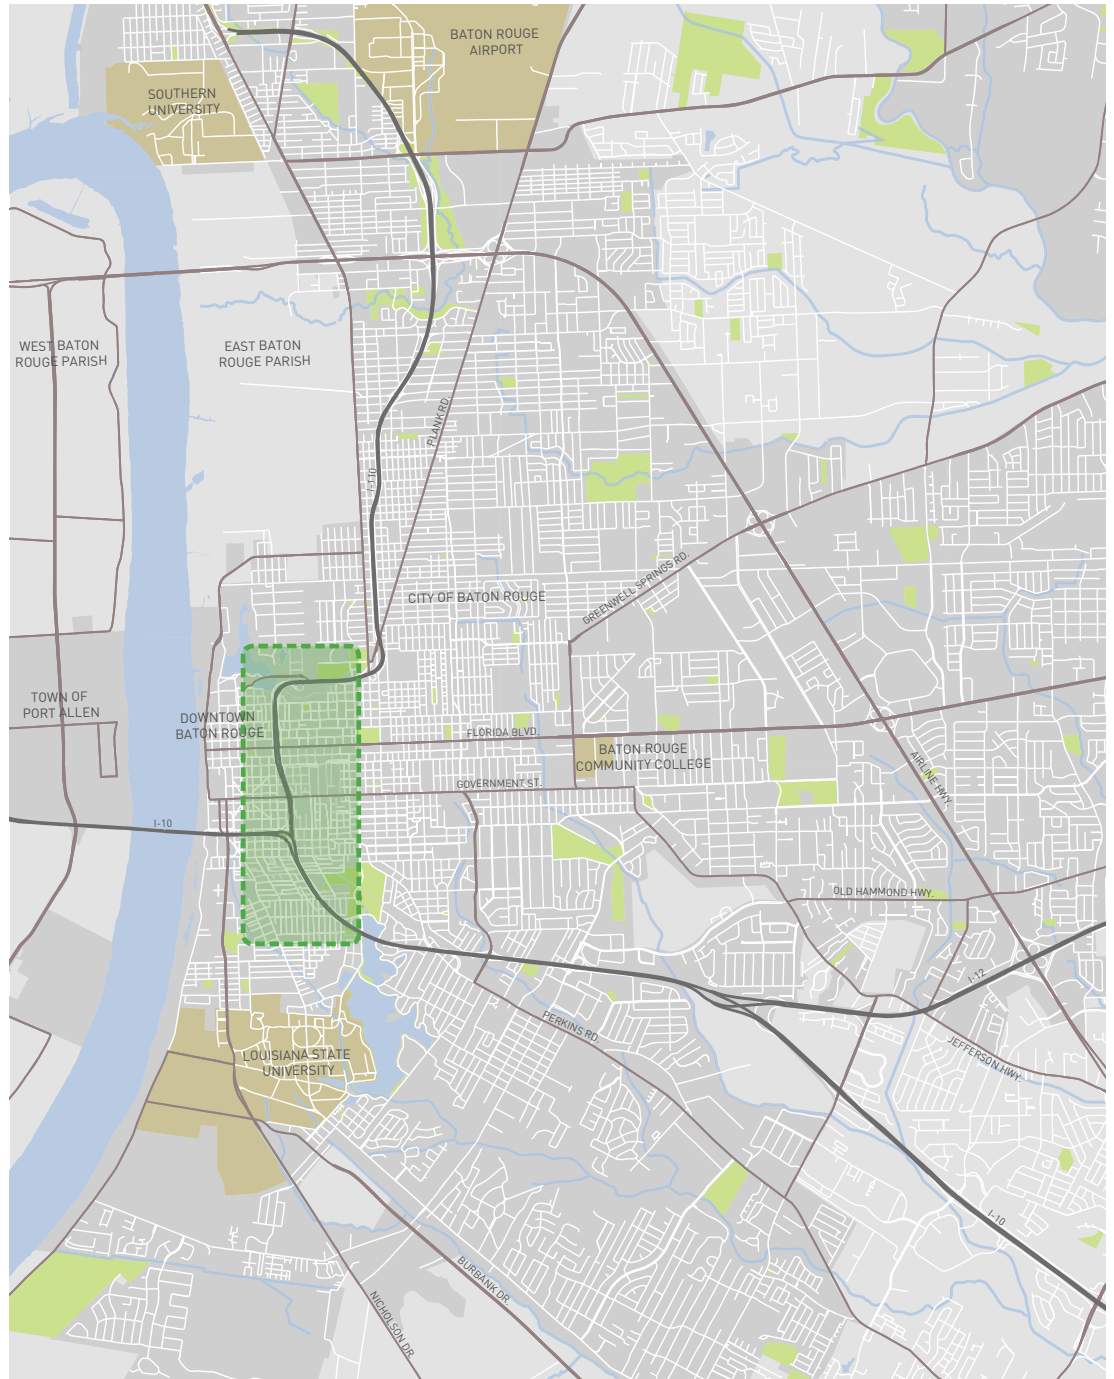 BATON ROUGE
AIRPORT
SOUTHERN
UNIVERSITY
WEST BATON
ROUGE PARISH
EAST BATON
ROUGE PARISH
PLANK RD.
I-110
GREENWELL SPRINGS RD.
CITY OF BATON ROUGE
TOWN OF
PORT ALLEN
DOWNTOWN
BATON ROUGE
FLORIDA BLVD.
BATON ROUGE
COMMUNITY COLLEGE
AIRLINE HWY.
GOVERNMENT ST.
I-10
OLD HAMMOND HWY.
I-12
PERKINS RD.
JEFFERSON HWY.
LOUISIANA STATE
UNIVERSITY
I-10
BURBANK DR.
NICHOLSON DR.